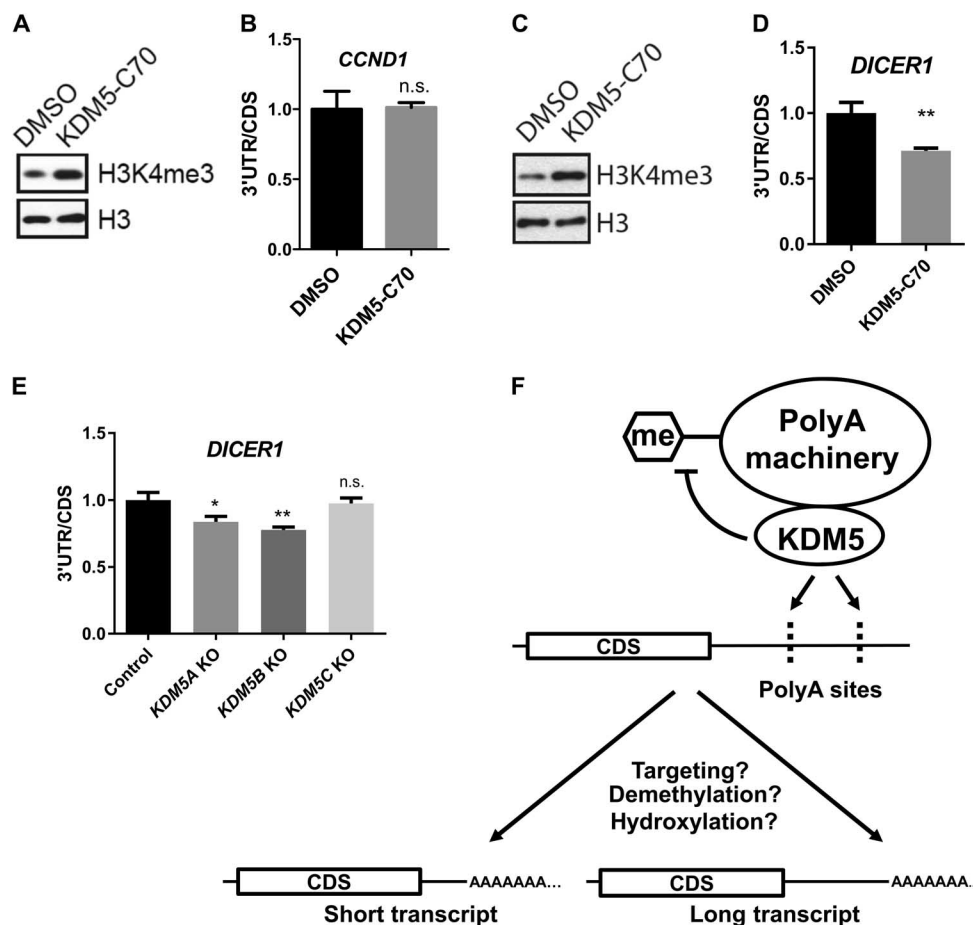 A
DMSO
KDM5-C70
H3K4me3
H3
B
CCND1
n.s.
3'UTR/CDS
1.5
1.0
0.5
0.0
DMSO
KDM5-C70
C
DMSO
KDM5-C70
H3K4me3
H3
D
DICER1
**
3'UTR/CDS
1.5
1.0
0.5
0.0
DMSO
KDM5-C70
E
DICER1
3'UTR/CDS
1.5
1.0
0.5
0.0
*
**
n.s.
Control
KDM5A KO
KDM5B KO
KDM5C KO
F
me
PolyA
machinery
KDM5
CDS
PolyA sites
Targeting?
Demethylation?
Hydroxylation?
CDS
AAAAAAA...
Short transcript
CDS
AAAAAAA.
Long transcript